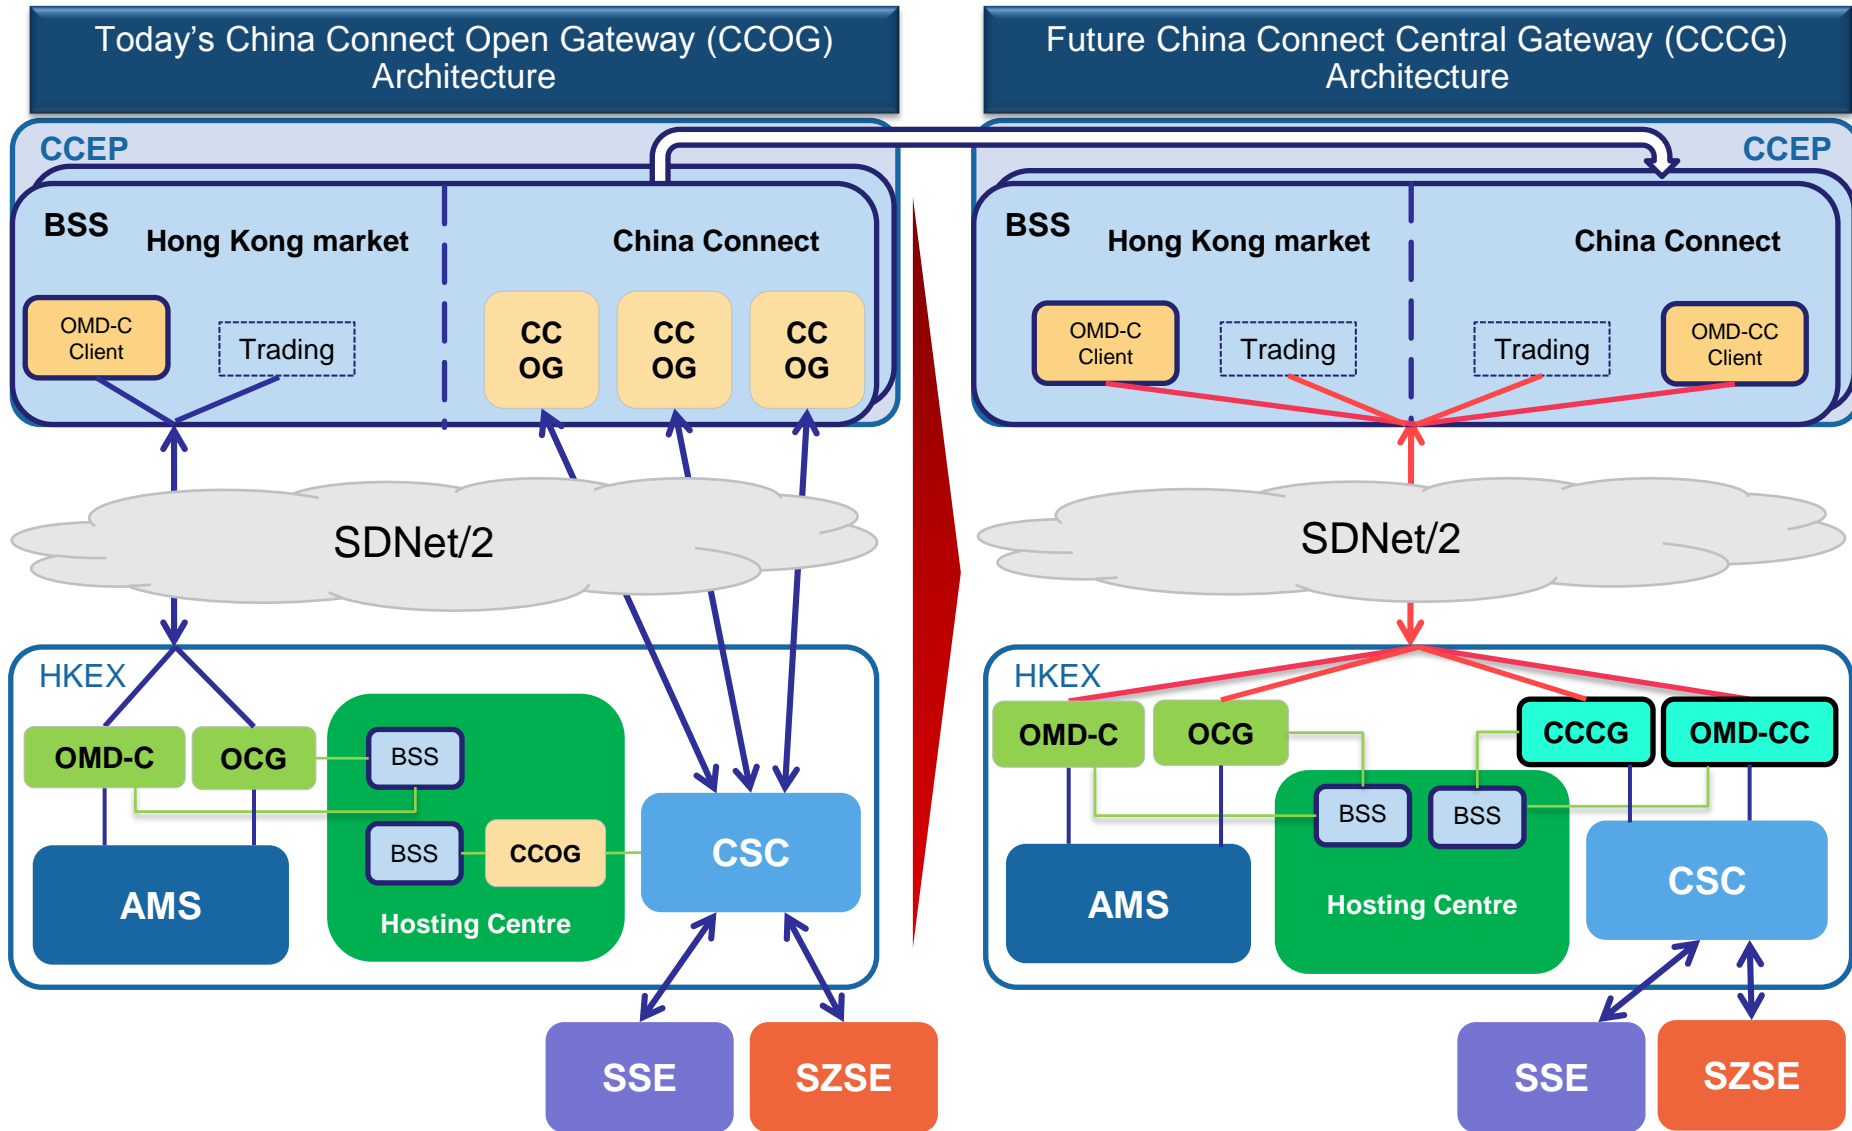 Today’s China Connect Open Gateway (CCOG)
Architecture
CCEP
BSS
Hong Kong market
China Connect
OMD-C
Client
Trading
CC
OG
CC
OG
CC
OG
SDNet/2
HKEX
OMD-C
OCG
BSS
BSS
CCOG
Hosting Centre
CSC
AMS
SSE
SZSE
Future China Connect Central Gateway (CCCG)
Architecture
CCEP
BSS
Hong Kong market
China Connect
OMD-C
Client
Trading
Trading
OMD-CC
Client
SDNet/2
HKEX
OMD-C
OCG
CCCG
OMD-CC
BSS
BSS
Hosting Centre
AMS
CSC
SSE
SZSE